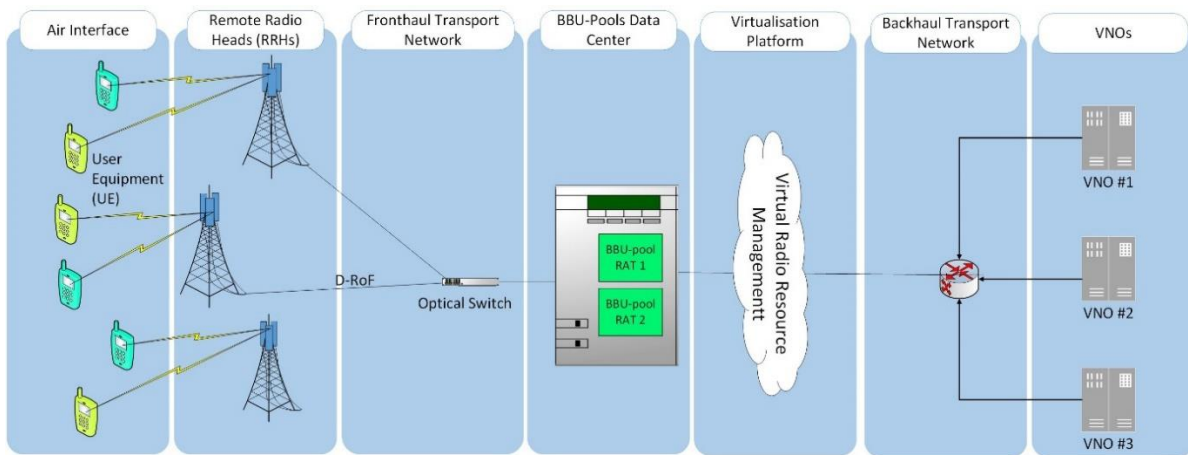 Air Interface
Remote Radio
Heads (RRHs)
Fronthaul Transport
Network
BBU-Pools Data
Center
Virtualisation
Platform
Backhaul Transport
Network
VNOs
User
Equipment
(UE)
D-RoF
Optical Switch
BBU-pool
RAT 1
BBU-pool
RAT 2
Virtual Radio Resource
Managementt
VNO #1
VNO #2
VNO #3